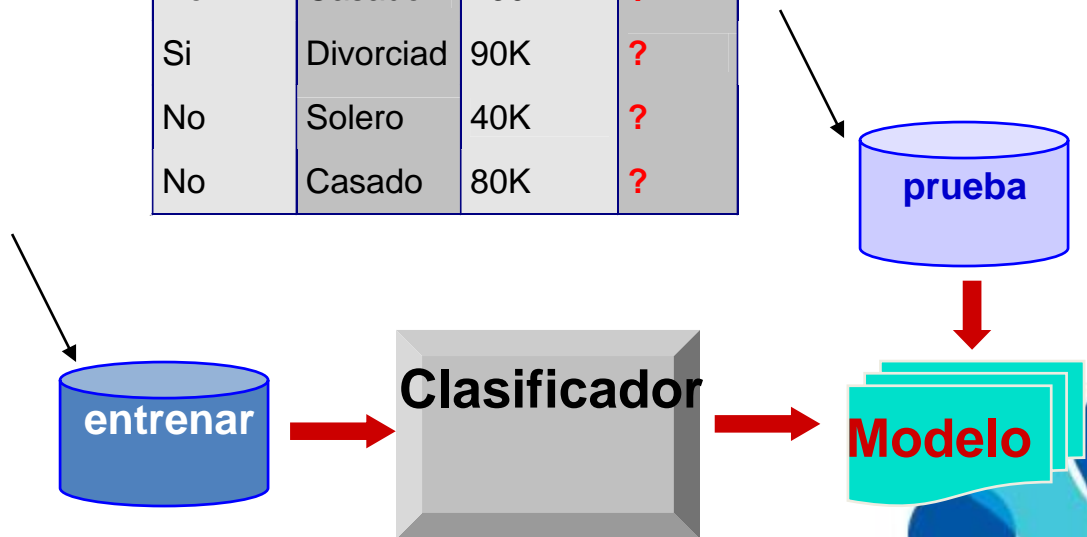 Si Divorciad 90K ?
No Solero 40K ?
No Casado 80K ?
prueba
entrenar
Clasificador
Modelo